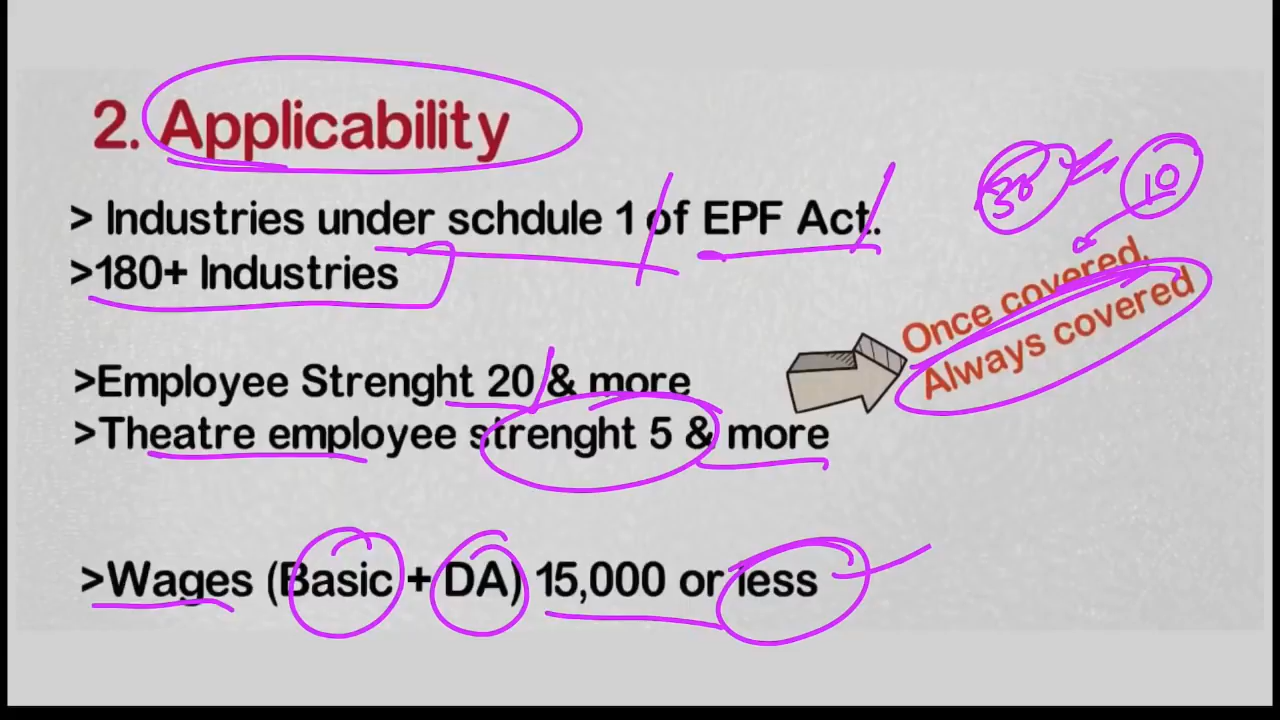 2. Applicability
> Industries under schdule 1 of EPF Act.
>180+ Industries
30
10
Once covered,
Always covered
>Employee Strenght 20 & more
>Theatre employee strenght 5 & more
>Wages (Basic + DA) 15,000 or less